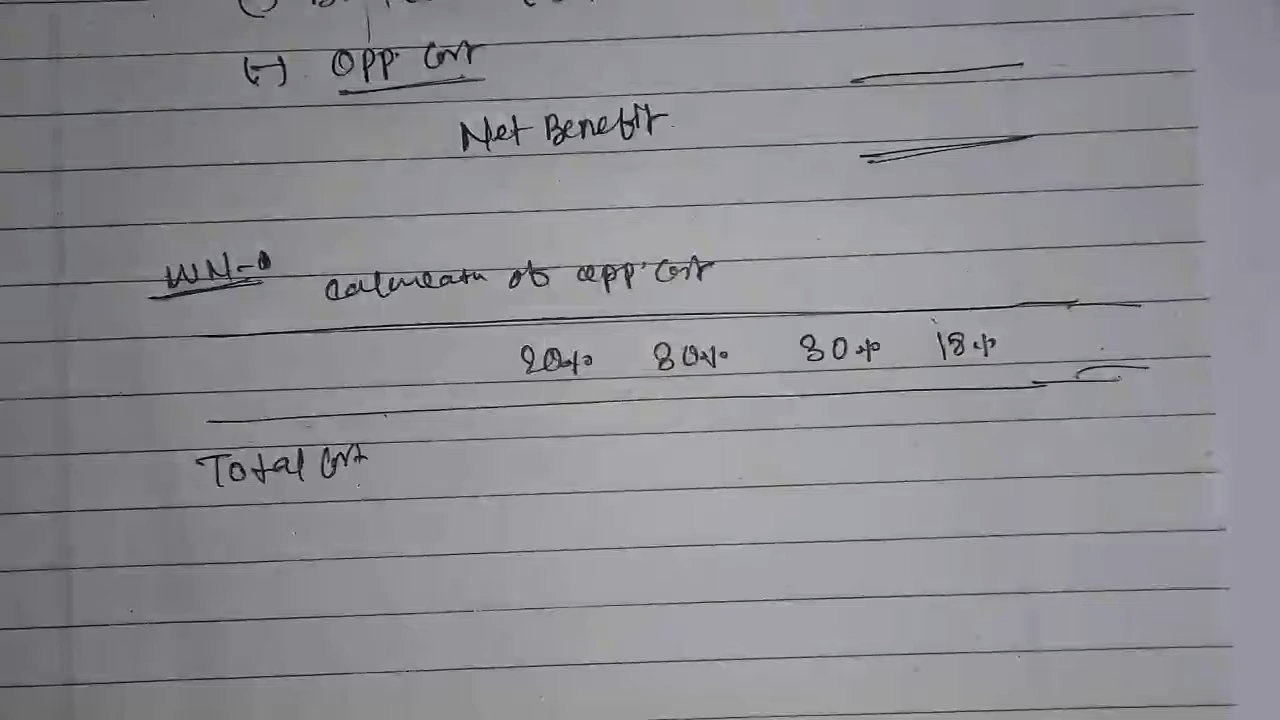 (-) Opp. Cost
Net Benefit
WN-1
Calculation of opp. Cost
20% 80% 30% 18%
Total Cost